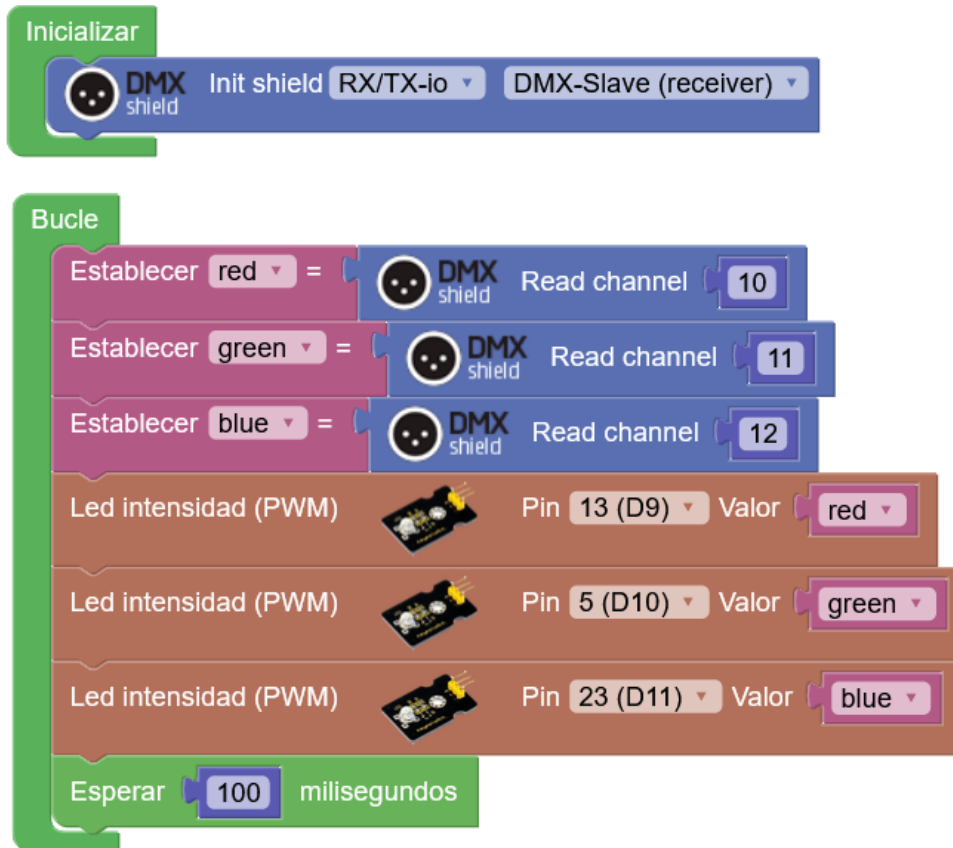 Inicializar
DMX shield Init shield RX/TX-io DMX-Slave (receiver)
Bucle
Establecer red = DMX shield Read channel 10
Establecer green = DMX shield Read channel 11
Establecer blue = DMX shield Read channel 12
Led intensidad (PWM) Pin 13 (D9) Valor red
Led intensidad (PWM) Pin 5 (D10) Valor green
Led intensidad (PWM) Pin 23 (D11) Valor blue
Esperar 100 milisegundos